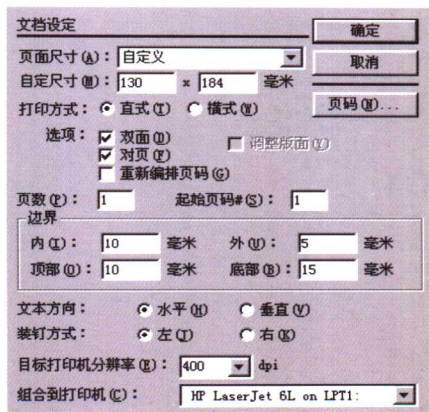 文档设定
确定
页面尺寸(A)：自定义
取消
自定尺寸(M)：130 x 184 毫米
打印方式：直式(T) 横式(W)
页码(N)...
选项：双面(D) 调整版面(Y)
对页(F)
重新编排页码(G)
页数(P)：1 起始页码#(S)：1
边界
内(I)：10 毫米 外(U)：5 毫米
顶部(O)：10 毫米 底部(B)：15 毫米
文本方向：水平(H) 垂直(V)
装钉方式：左(J) 右(K)
目标打印机分辨率(E)：400 dpi
组合到打印机(C)：HP LaserJet 6L on LPT1: